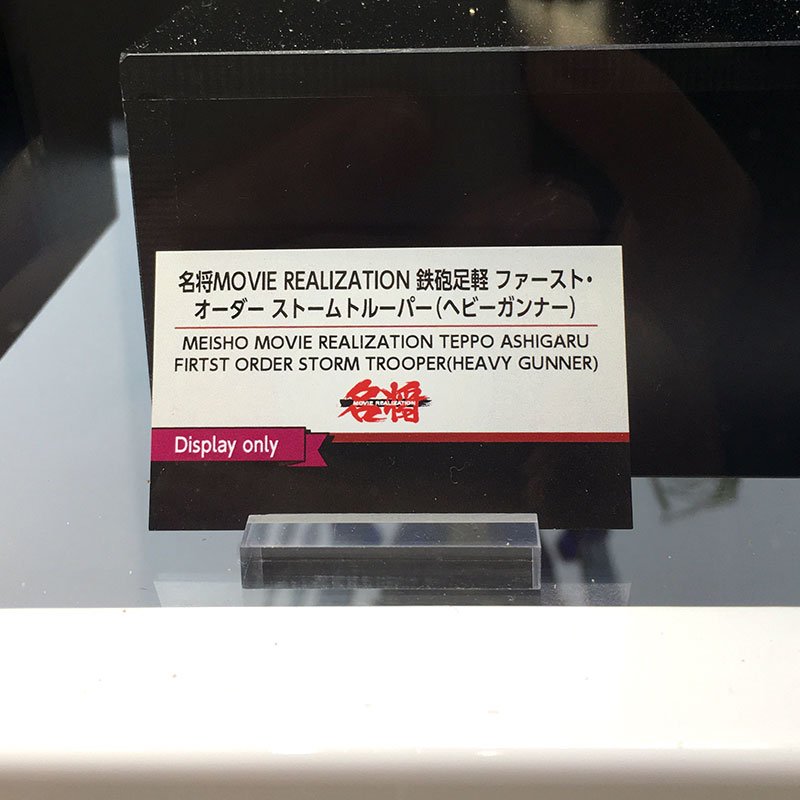 名将MOVIE REALIZATION 鉄砲足軽 ファースト・
オーダー ストームトルーパー(ヘビーガンナー)
MEISHO MOVIE REALIZATION TEPPO ASHIGARU
FIRTST ORDER STORM TROOPER(HEAVY GUNNER)
名将
MOVIE REALIZATION
Display only